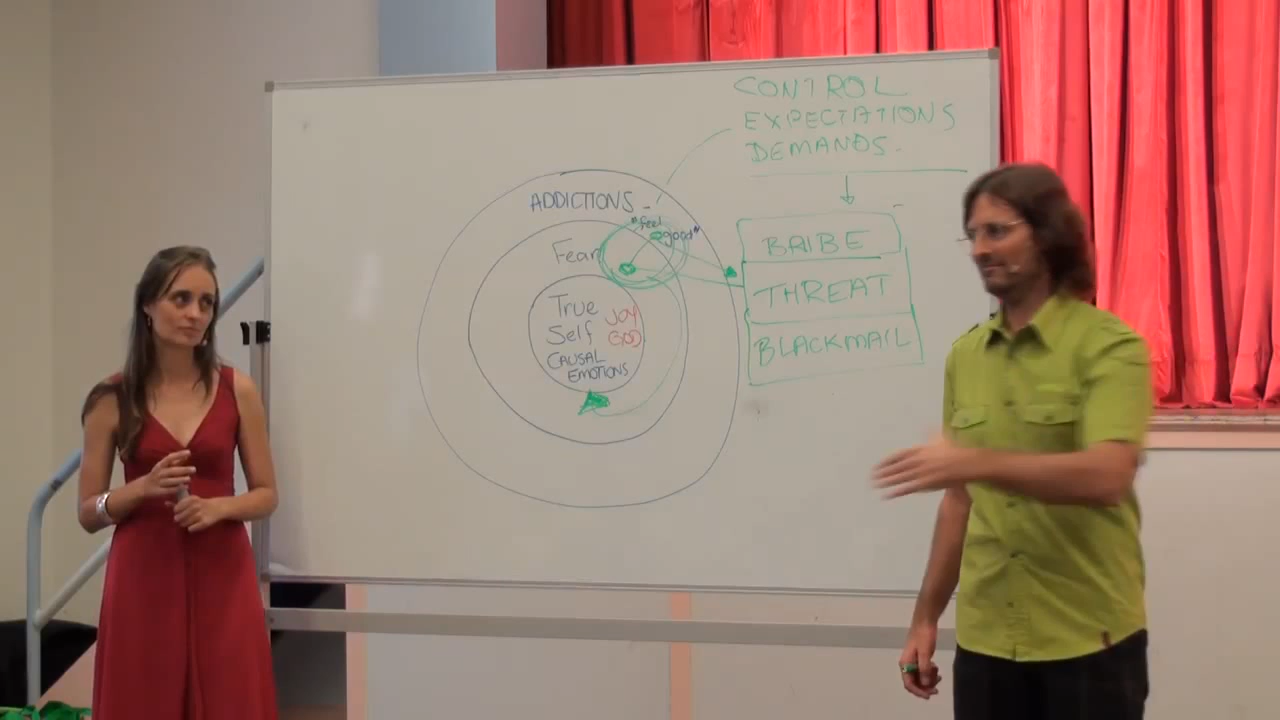 CONTROL
EXPECTATIONS
DEMANDS.
ADDICTIONS -
"feel
good"
Fear
BRIBE
THREAT
BLACKMAIL
True
Self
JOY
GOD
CAUSAL
EMOTIONS